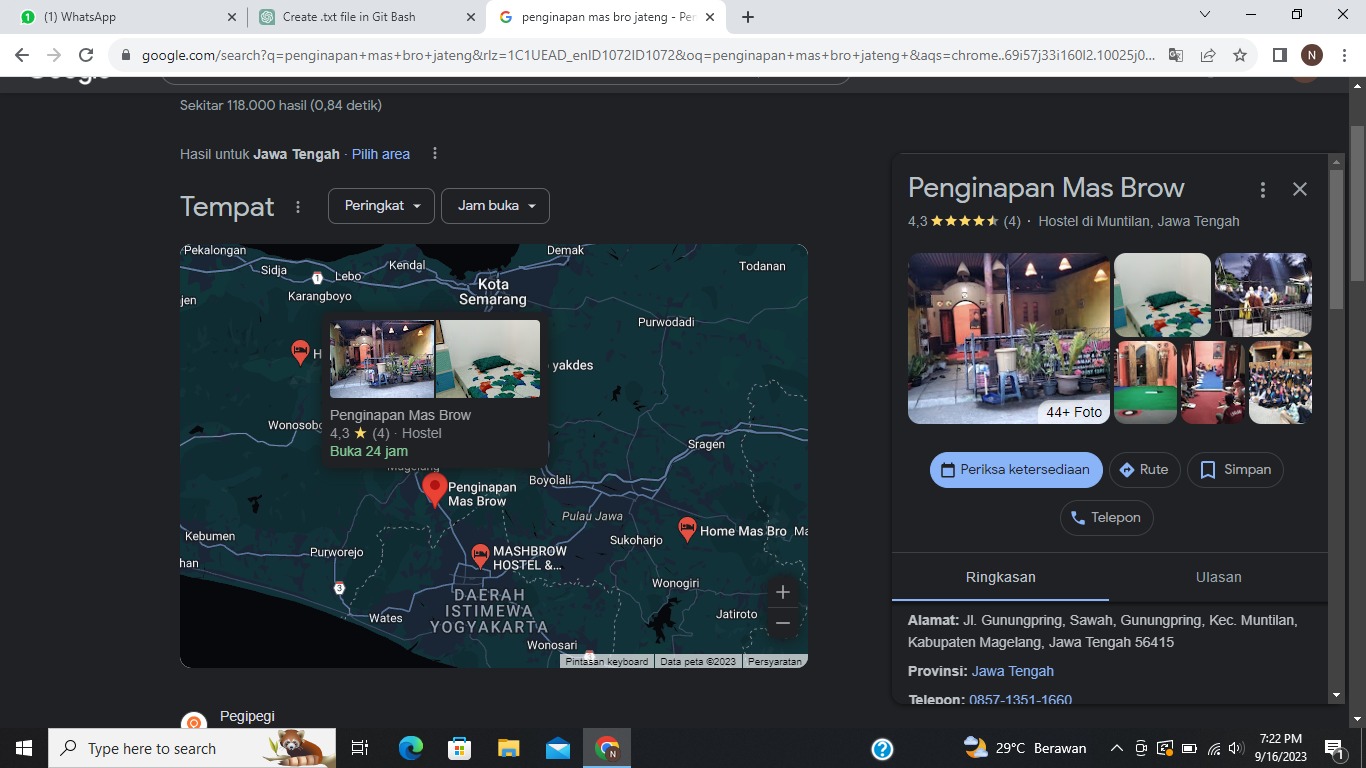 (1) WhatsApp
Create .txt file in Git Bash
penginapan mas bro jateng - Per
google.com/search?q=penginapan+mas+bro+jateng&rlz=1C1UEAD_enID1072ID1072&oq=penginapan+mas+bro+jateng+&aqs=chrome..69i57j33i160l2.10025j0...
N
Google
Sekitar 118.000 hasil (0,84 detik)
Hasil untuk Jawa Tengah · Pilih area
Tempat
Peringkat
Jam buka
Pekalongan
Sidja
1
Lebo
Kendal
Demak
Todanan
jen
Karangboyo
Kota
Semarang
Purwodadi
H
yakdes
Penginapan Mas Brow
4,3 (4) · Hostel
Buka 24 jam
Wonosobo
Magelang
Sragen
Boyolali
Penginapan
Mas Brow
Pulau Jawa
Kebumen
Purworejo
Sukoharjo
Home Mas Bro
Ma
han
MASHBROW
HOSTEL &...
3
Wonogiri
DAERAH
ISTIMEWA
YOGYAKARTA
Wates
Jatiroto
Wonosari
3
Pintasan keyboard
Data peta ©2023
Persyaratan
Pegipegi
Penginapan Mas Brow
4,3 (4) · Hostel di Muntilan, Jawa Tengah
44+ Foto
Periksa ketersediaan
Rute
Simpan
Telepon
Ringkasan
Ulasan
Alamat: Jl. Gunungpring, Sawah, Gunungpring, Kec. Muntilan,
Kabupaten Magelang, Jawa Tengah 56415
Provinsi: Jawa Tengah
Telepon: 0857-1351-1660
Type here to search
N
29°C Berawan
7:22 PM
9/16/2023
1